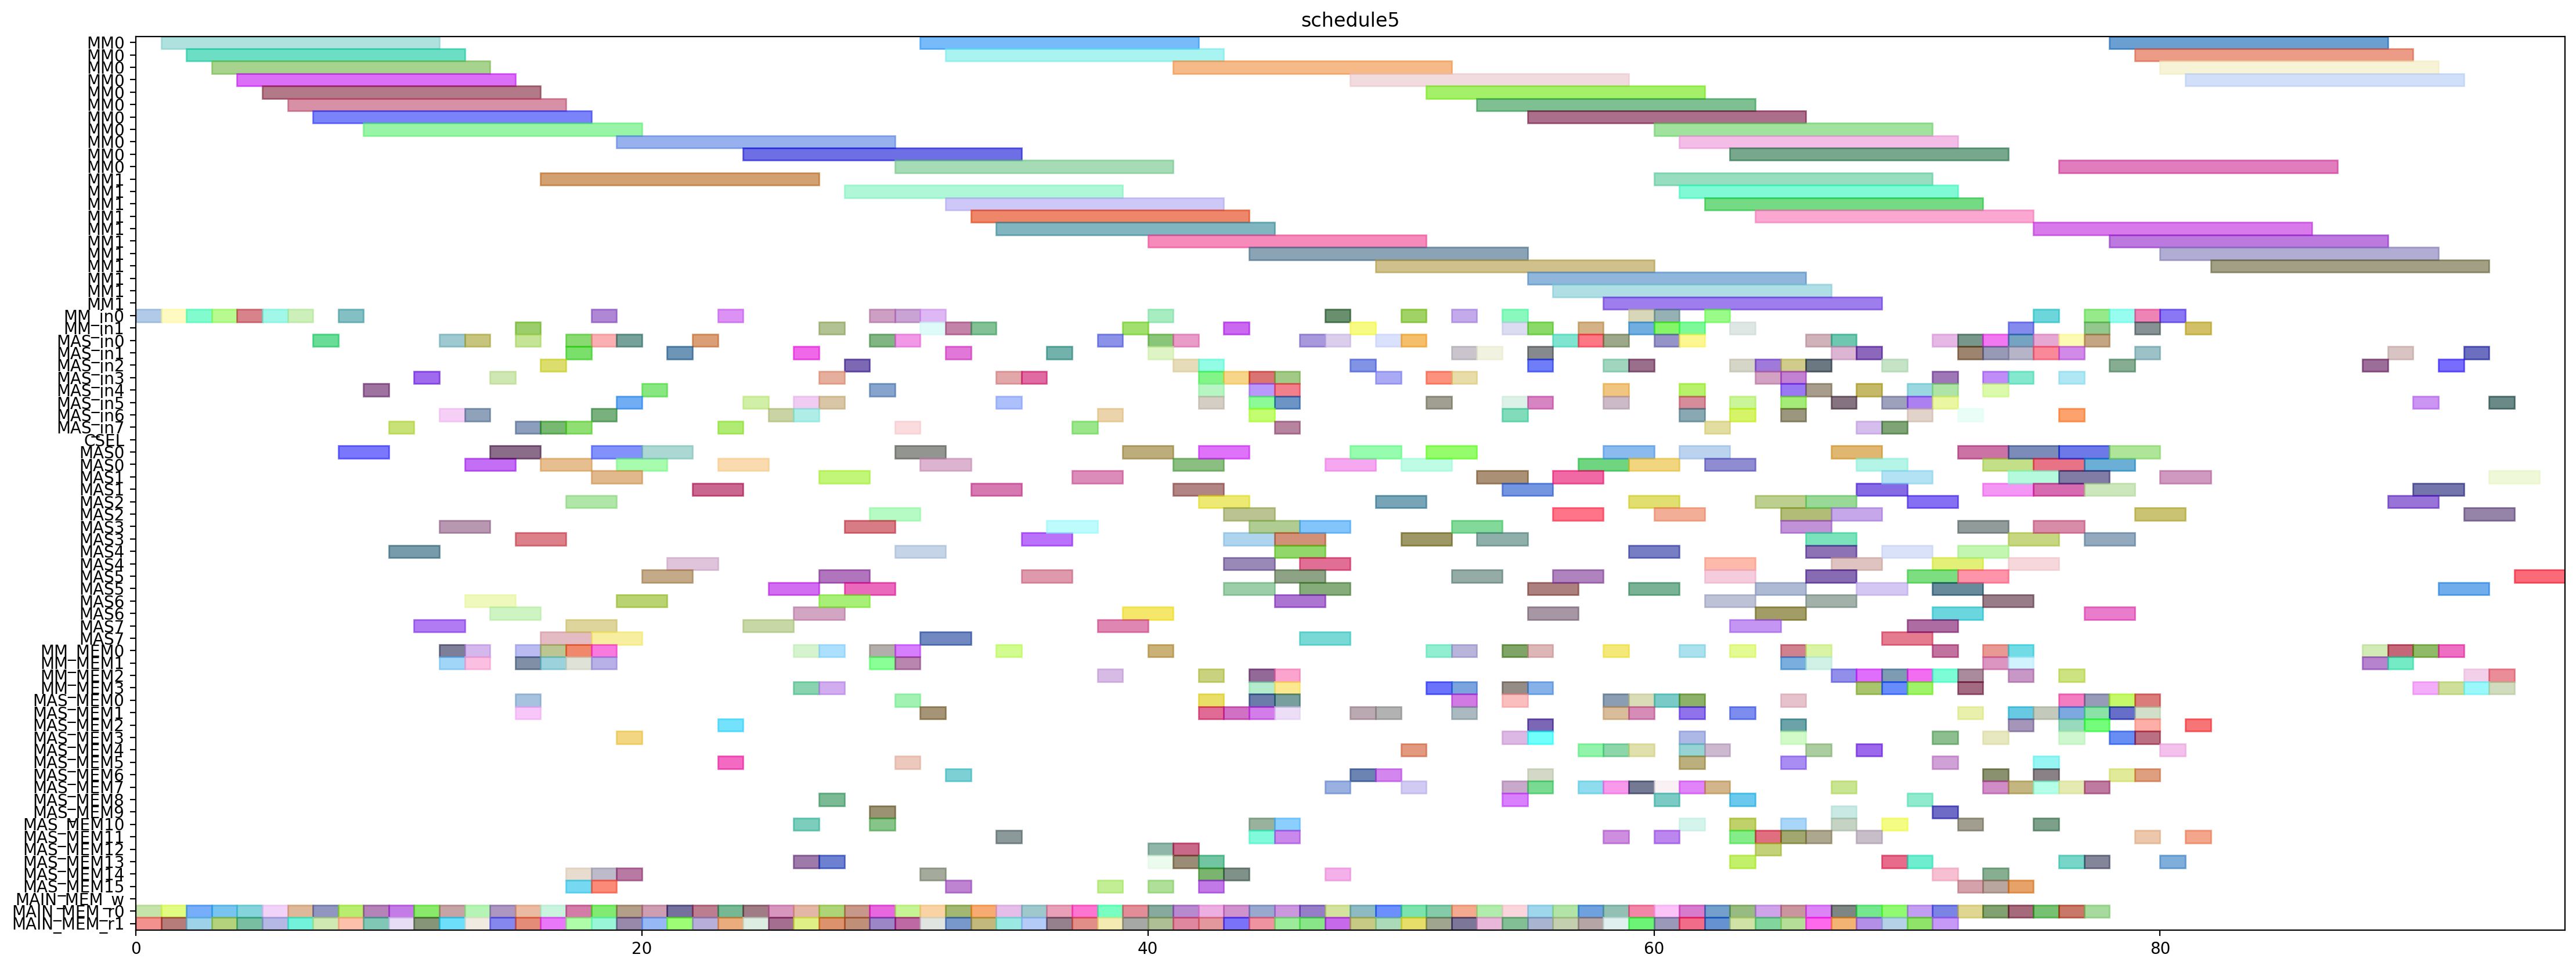 schedule5
MM0
MM0
MM0
MM0
MM0
MM0
MM0
MM0
MM0
MM0
MM0
MM1
MM1
MM1
MM1
MM1
MM1
MM1
MM1
MM1
MM1
MM1
MM_in0
MM_in1
MAS_in0
MAS_in1
MAS_in2
MAS_in3
MAS_in4
MAS_in5
MAS_in6
MAS_in7
CSEL
MAS0
MAS0
MAS1
MAS1
MAS2
MAS2
MAS3
MAS3
MAS4
MAS4
MAS5
MAS5
MAS6
MAS6
MAS7
MAS7
MM_MEM0
MM_MEM1
MM_MEM2
MM_MEM3
MAS_MEM0
MAS_MEM1
MAS_MEM2
MAS_MEM3
MAS_MEM4
MAS_MEM5
MAS_MEM6
MAS_MEM7
MAS_MEM8
MAS_MEM9
MAS_MEM10
MAS_MEM11
MAS_MEM12
MAS_MEM13
MAS_MEM14
MAS_MEM15
MAIN_MEM_w
MAIN_MEM_r0
MAIN_MEM_r1
0 20 40 60 80